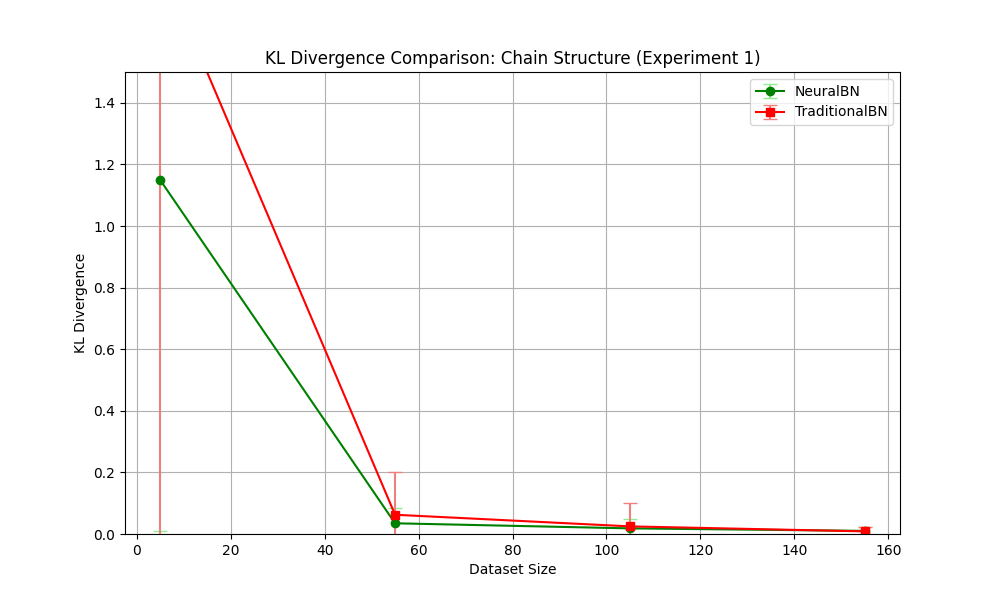 KL Divergence Comparison: Chain Structure (Experiment 1)
NeuralBN
TraditionalBN
KL Divergence
1.4
1.2
1.0
0.8
0.6
0.4
0.2
0.0
0 20 40 60 80 100 120 140 160
Dataset Size